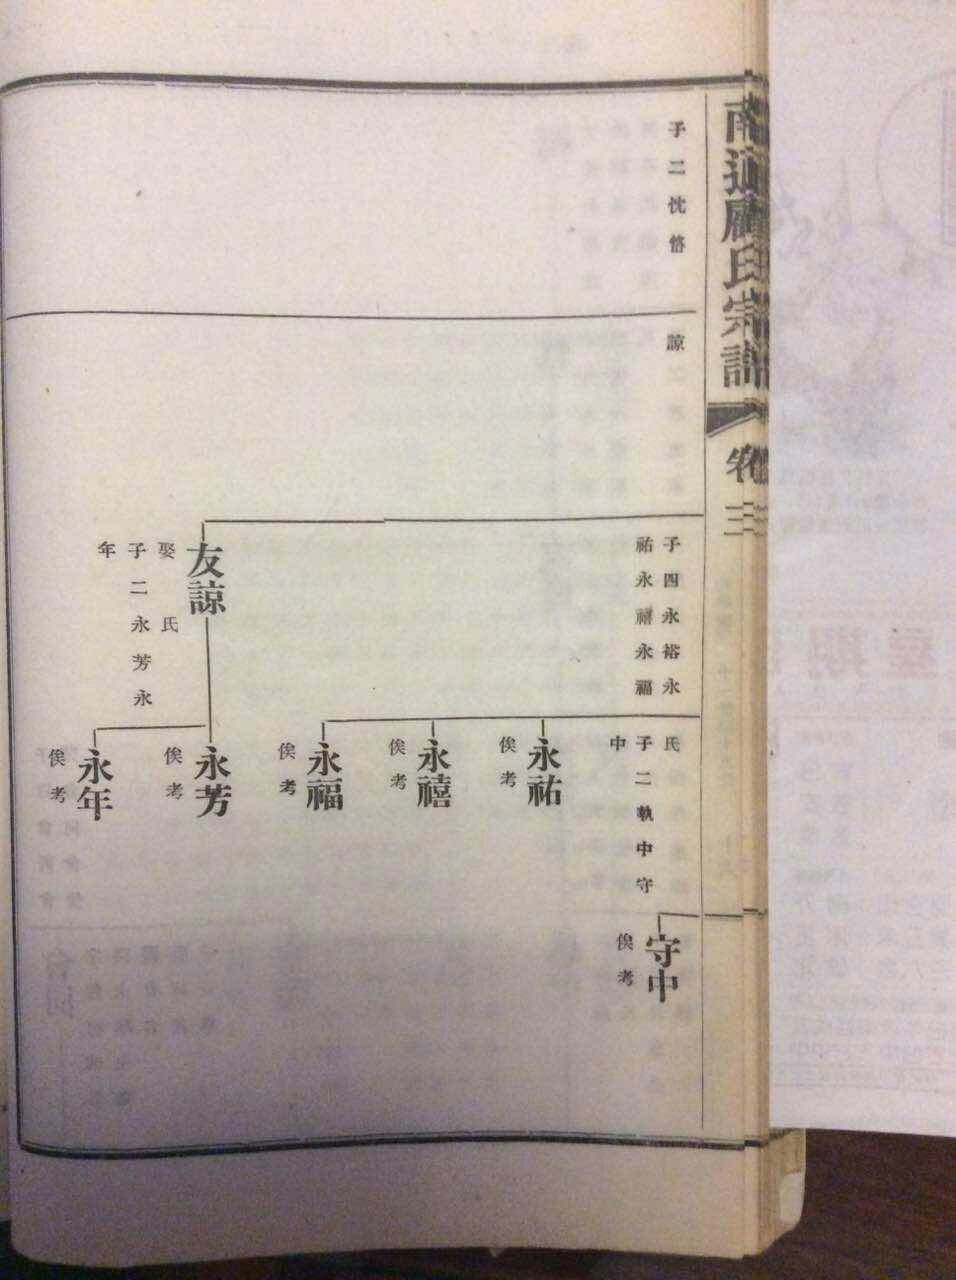 南通顧氏宗譜
卷三
子二忱
諒
子四永裕永
祐永禧永福
友諒
娶 氏
子二永芳永
年
氏
子二執中守
中
永祐
俟考
永禧
俟考
永福
俟考
永芳
俟考
永年
俟考
守中
俟考